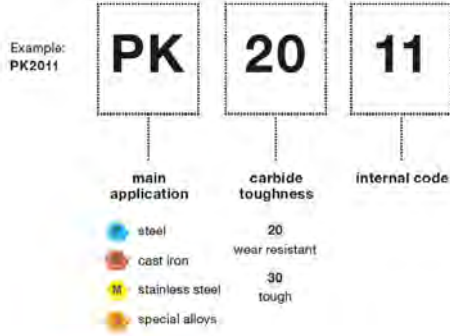 Example:
PK2011
PK
20
11
main
application
carbide
toughness
internal code
steel
cast iron
M stainless steel
special alloys
20
wear resistant
30
tough